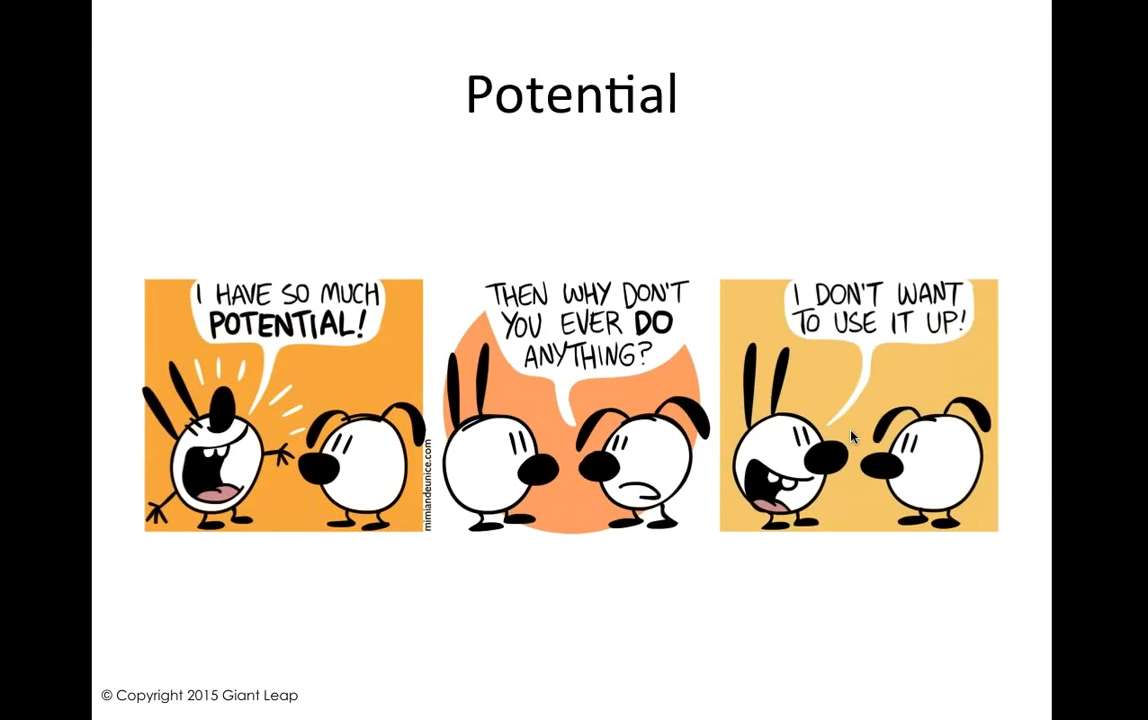 Potential
I HAVE SO MUCH
POTENTIAL!
THEN WHY DON'T
YOU EVER DO
ANYTHING?
I DON'T WANT
TO USE IT UP!
mimiandeunice.com
© Copyright 2015 Giant Leap